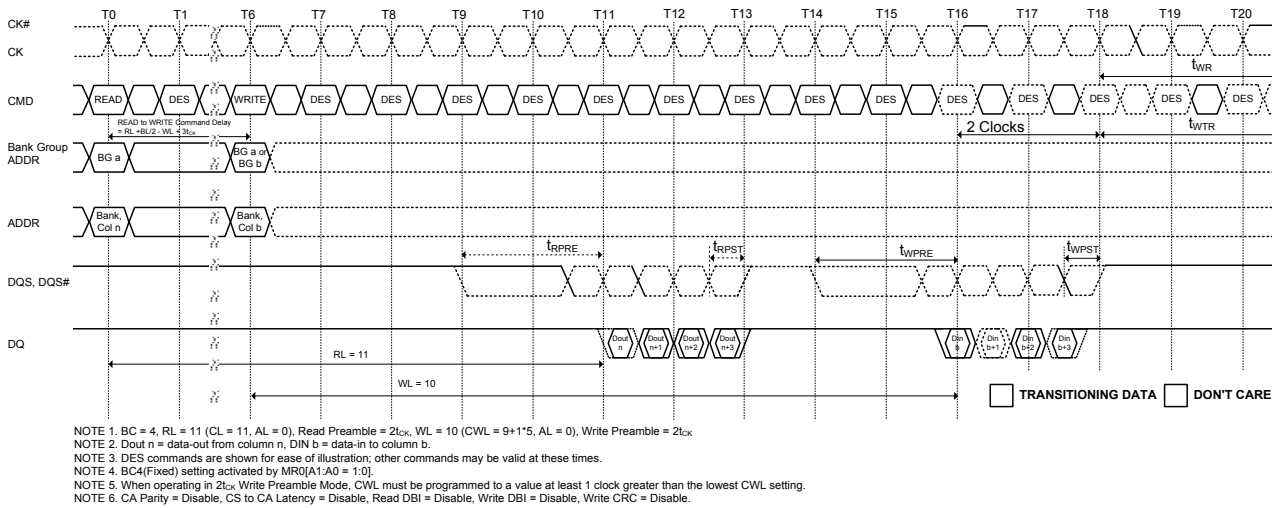 T0 T1 T6 T7 T8 T9 T10 T11 T12 T13 T14 T15 T16 T17 T18 T19 T20
CK#
CK
tWR
CMD READ DES WRITE DES DES DES DES DES DES DES DES DES DES DES DES DES DES
READ to WRITE Command Delay
= RL +BL/2 - WL + 3tCK
2 Clocks
tWTR
Bank Group
ADDR
BG a
BG a or
BG b
ADDR
Bank,
Col n
Bank,
Col b
tRPRE tRPST tWPRE tWPST
DQS, DQS#
DQ
Dout
n
Dout
n+1
Dout
n+2
Dout
n+3
Din
b
Din
b+1
Din
b+2
Din
b+3
RL = 11
WL = 10
TRANSITIONING DATA DON'T CARE
NOTE 1. BC = 4, RL = 11 (CL = 11, AL = 0), Read Preamble = 2tCK, WL = 10 (CWL = 9+1*5, AL = 0), Write Preamble = 2tCK
NOTE 2. Dout n = data-out from column n, DIN b = data-in to column b.
NOTE 3. DES commands are shown for ease of illustration; other commands may be valid at these times.
NOTE 4. BC4(Fixed) setting activated by MR0[A1:A0 = 1:0].
NOTE 5. When operating in 2tCK Write Preamble Mode, CWL must be programmed to a value at least 1 clock greater than the lowest CWL setting.
NOTE 6. CA Parity = Disable, CS to CA Latency = Disable, Read DBI = Disable, Write DBI = Disable, Write CRC = Disable.